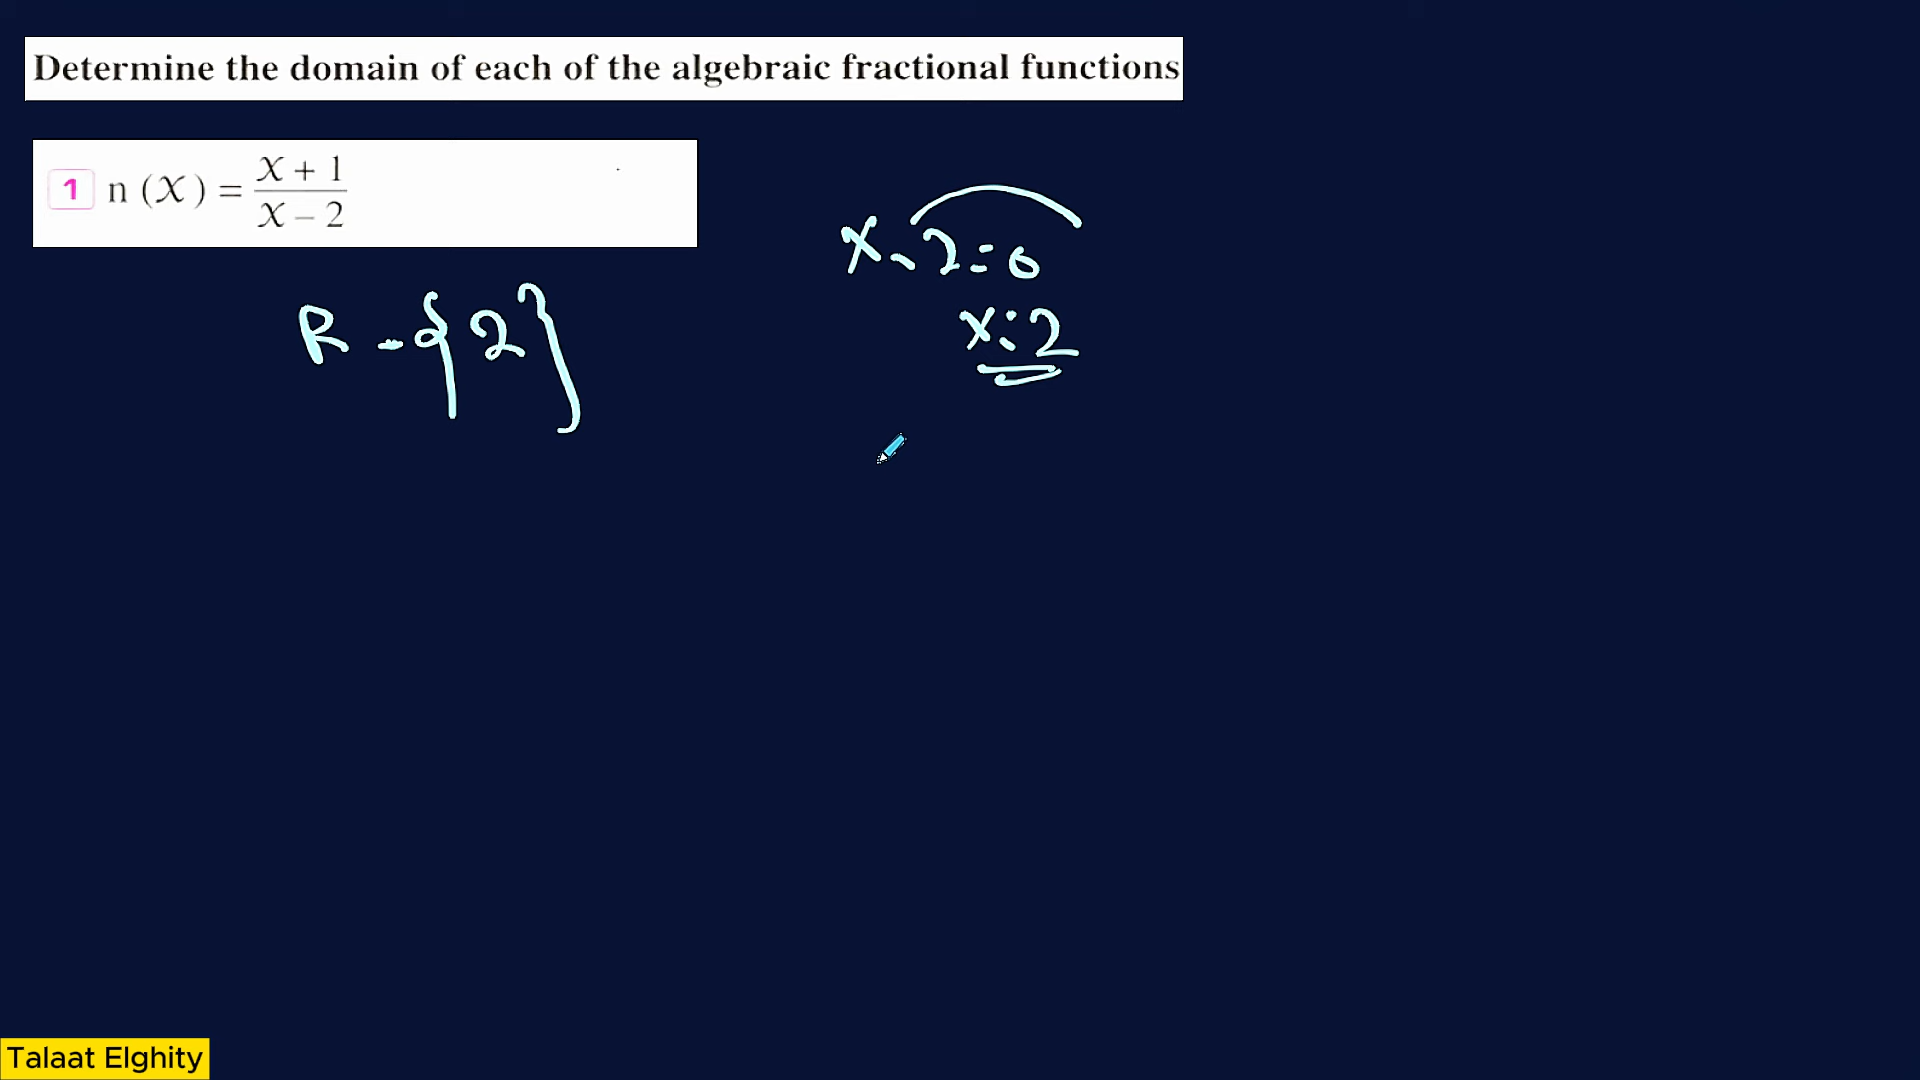 Determine the domain of each of the algebraic fractional functions
1 n (X) = X + 1 / X – 2
X - 2 = 0
R - {2}
X = 2
Talaat Elghity